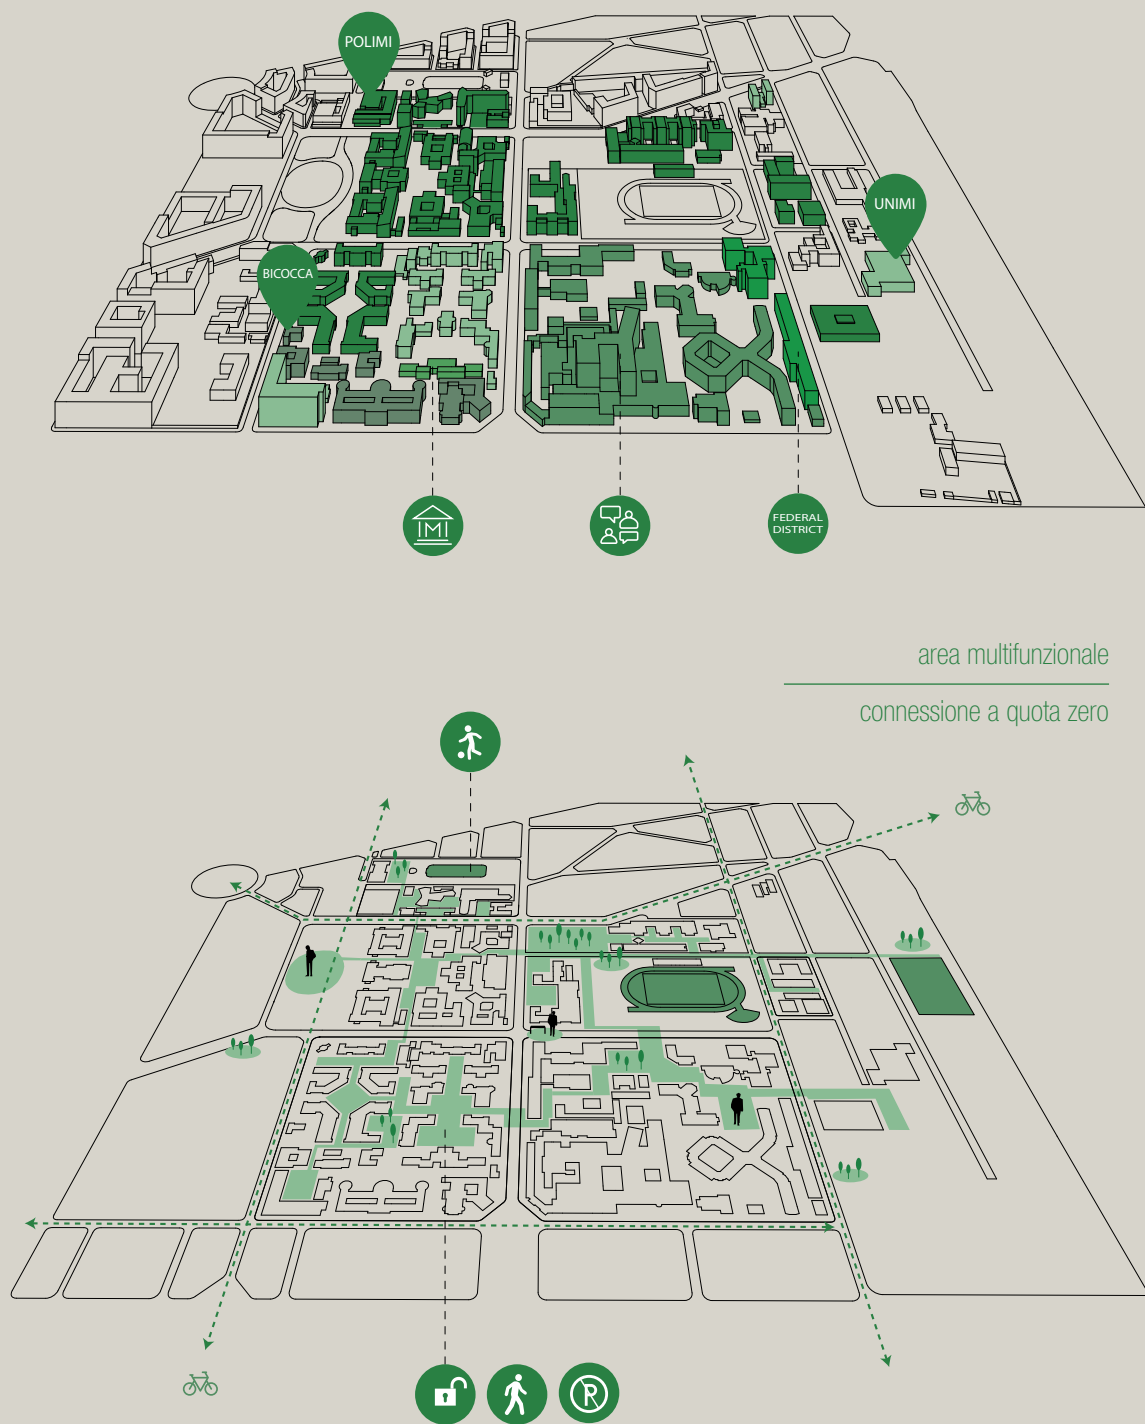 POLIMI
UNIMI
BICOCCA
M
FEDERAL
DISTRICT
area multifunzionale
connessione a quota zero
P